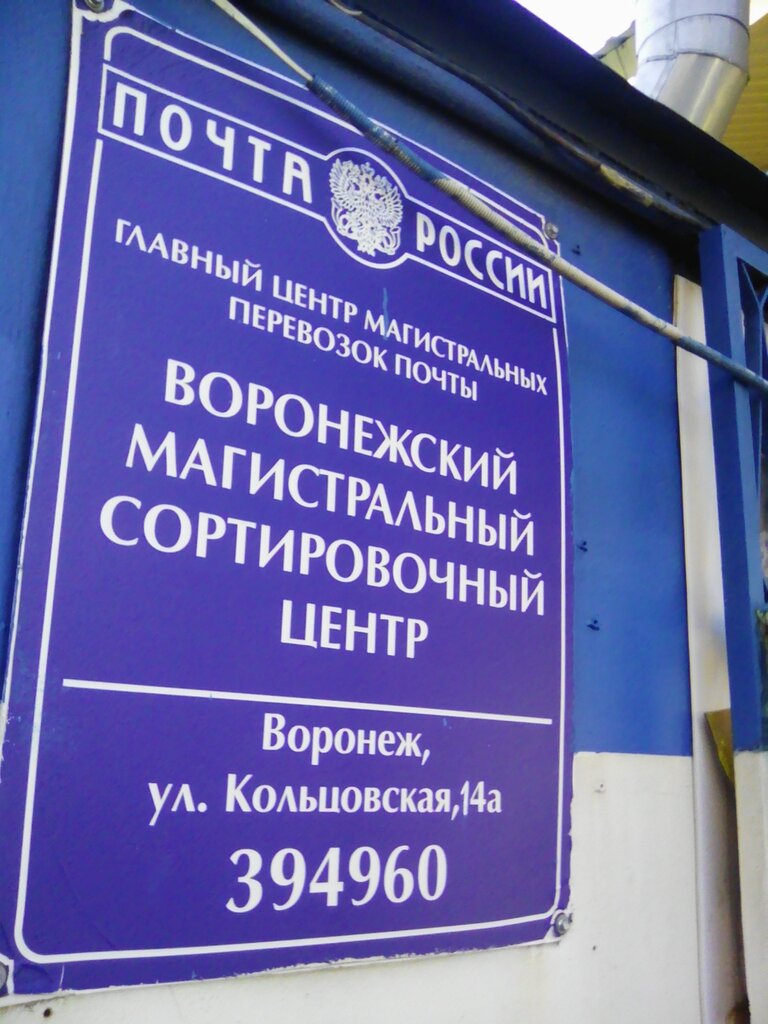 ПОЧТА РОССИИ
ГЛАВНЫЙ ЦЕНТР МАГИСТРАЛЬНЫХ
ПЕРЕВОЗОК ПОЧТЫ
ВОРОНЕЖСКИЙ
МАГИСТРАЛЬНЫЙ
СОРТИРОВОЧНЫЙ
ЦЕНТР
Воронеж,
ул. Кольцовская,14а
394960